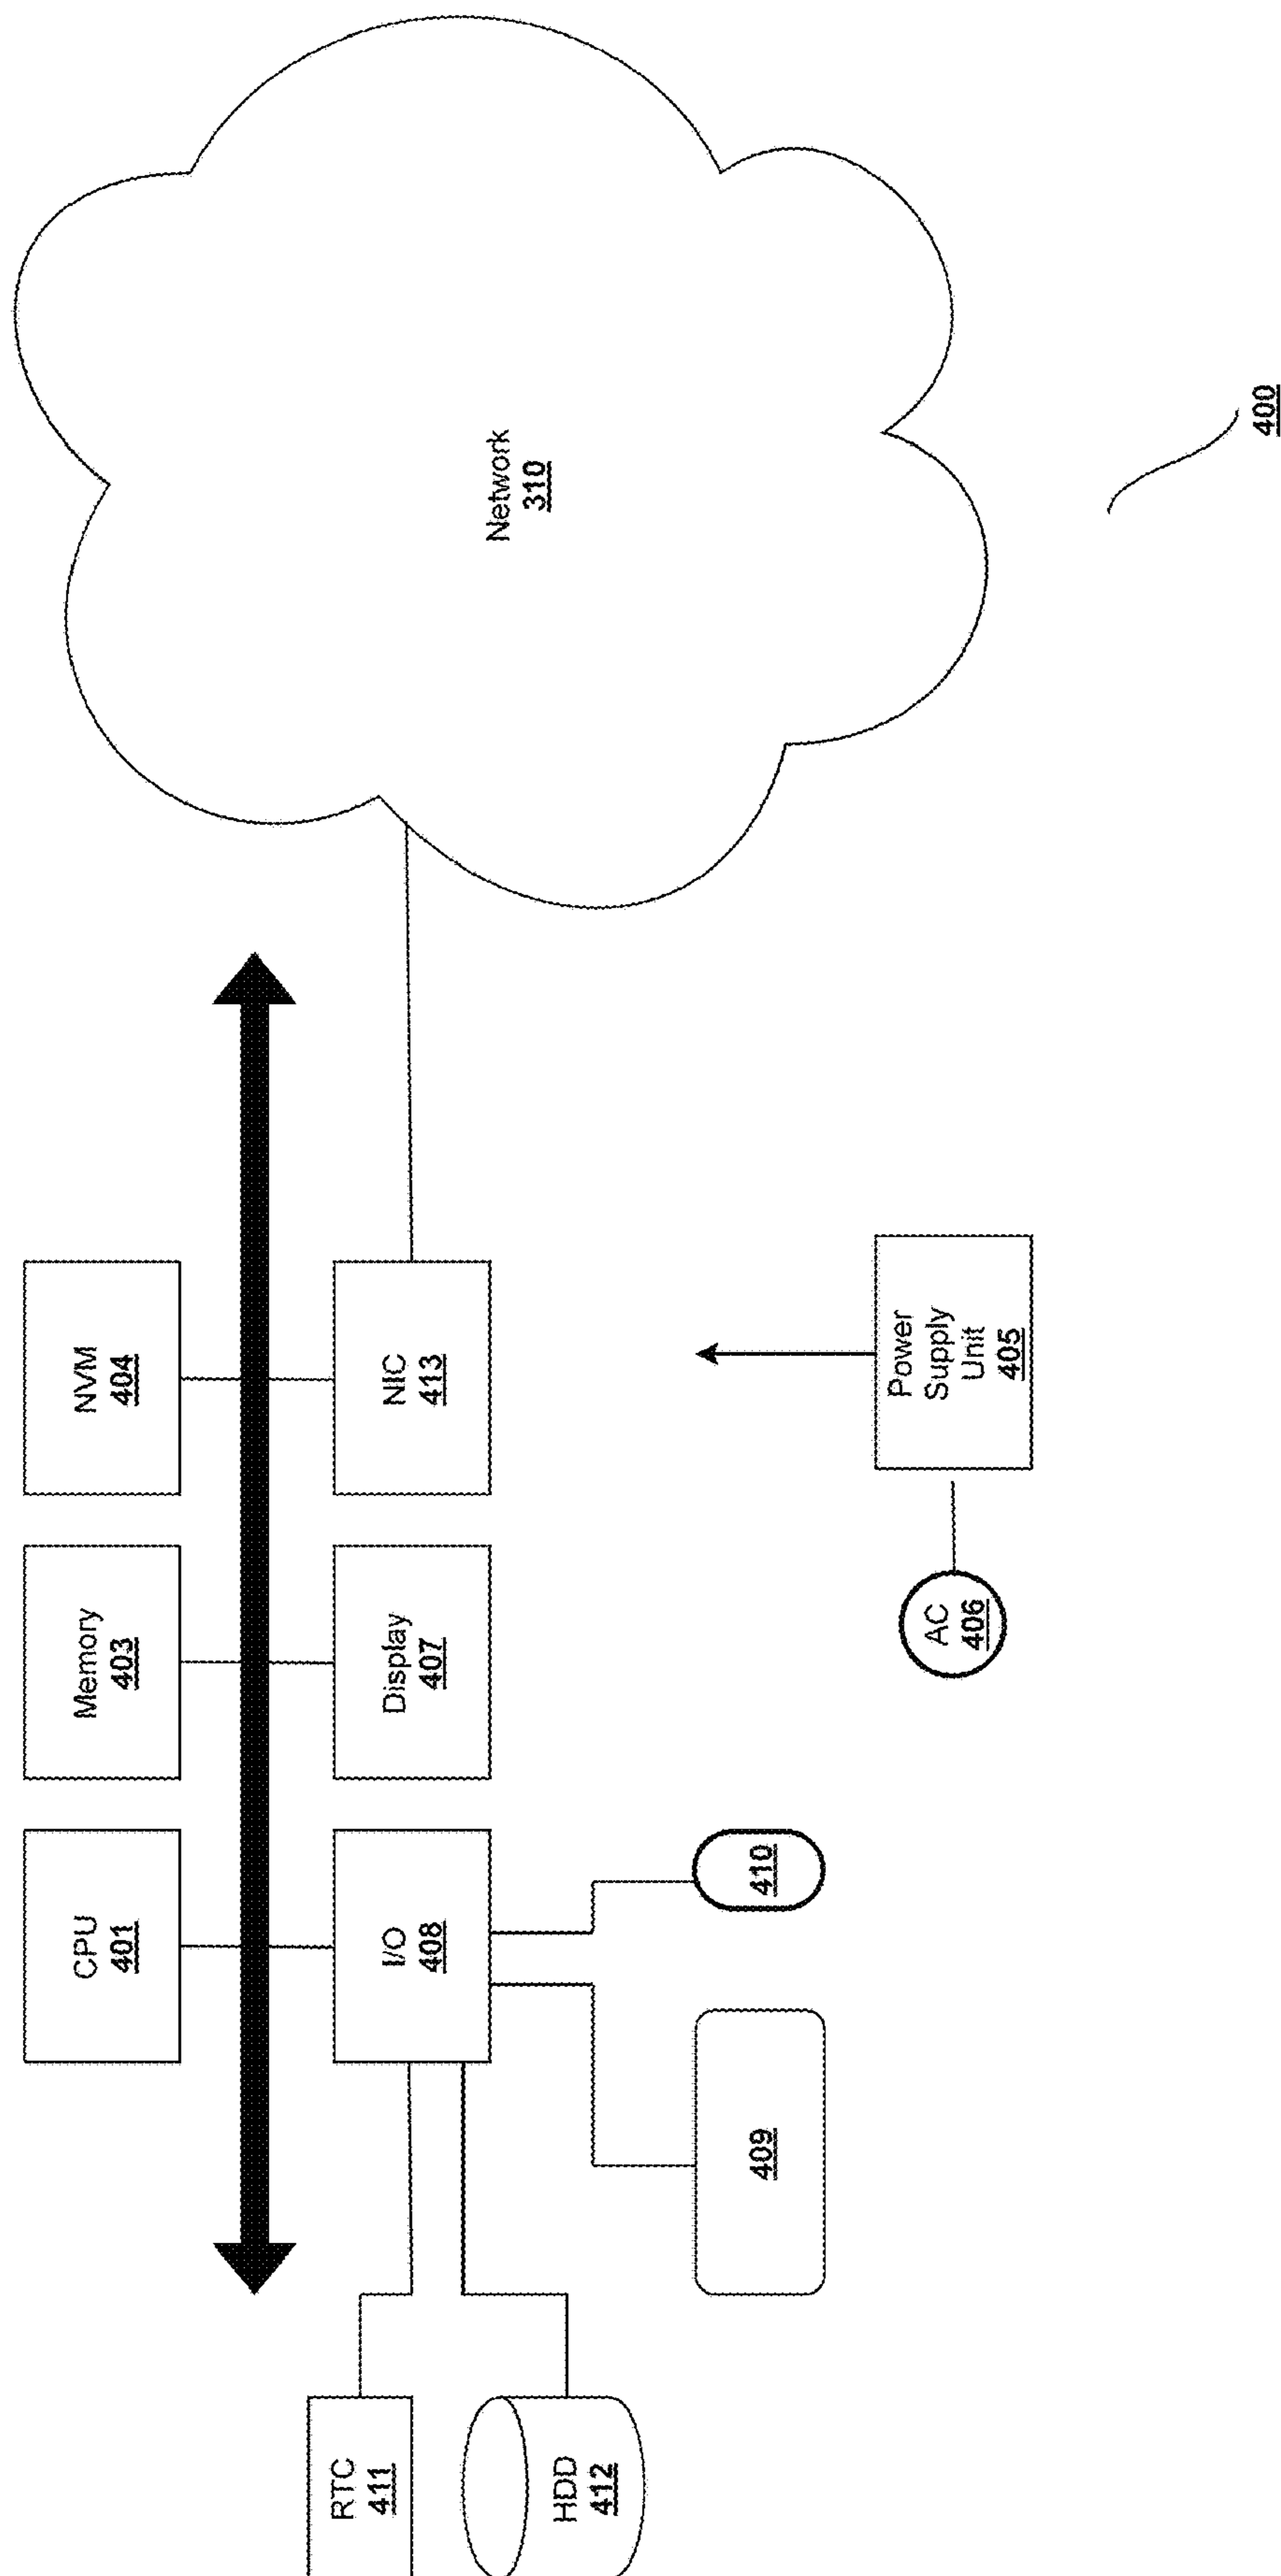 CPU
401
Memory
403
NVM
404
RTC
411
I/O
408
Display
407
NIC
413
HDD
412
Network
310
409
410
AC
406
Power
Supply
Unit
405
400